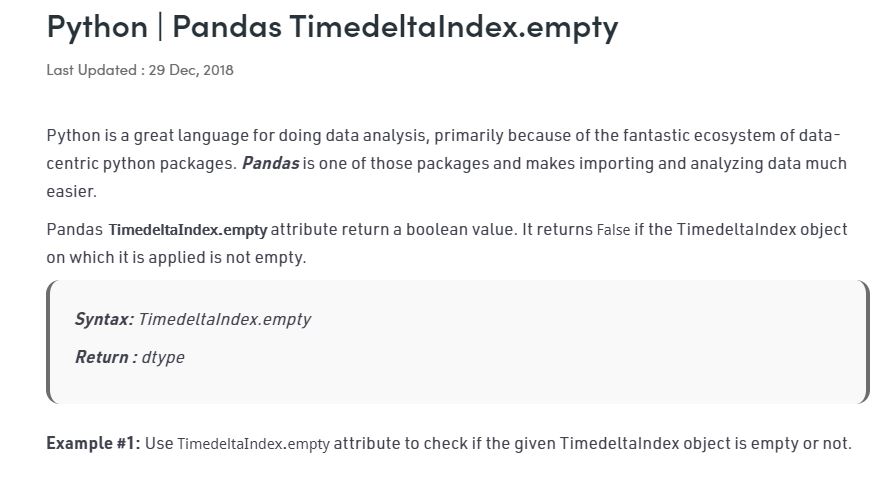 Python | Pandas TimedeltaIndex.empty
Last Updated : 29 Dec, 2018
Python is a great language for doing data analysis, primarily because of the fantastic ecosystem of data-
centric python packages. Pandas is one of those packages and makes importing and analyzing data much
easier.
Pandas TimedeltaIndex.empty attribute return a boolean value. It returns False if the TimedeltaIndex object
on which it is applied is not empty.
Syntax: TimedeltaIndex.empty
Return : dtype
Example #1: Use TimedeltaIndex.empty attribute to check if the given TimedeltaIndex object is empty or not.